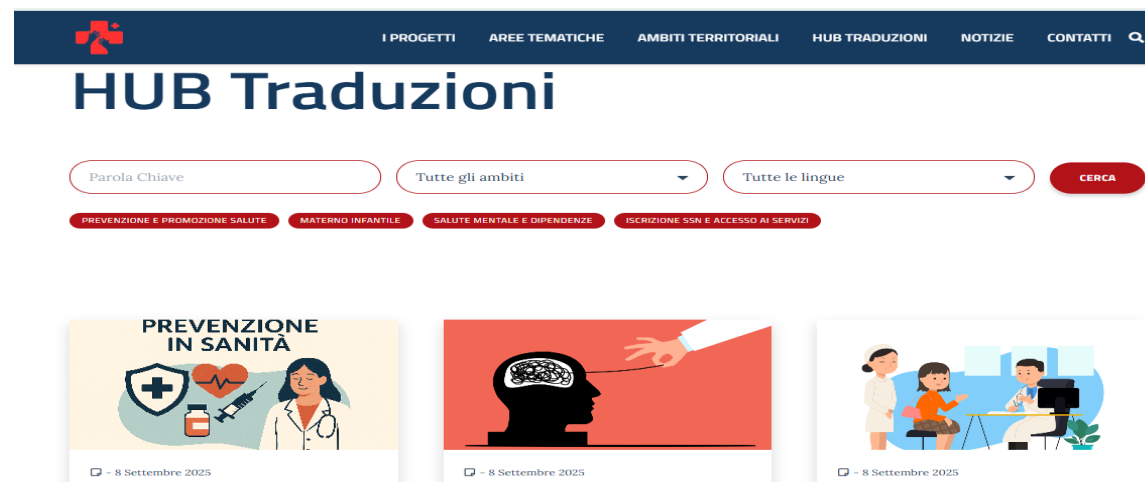 I PROGETTI AREE TEMATICHE AMBITI TERRITORIALI HUB TRADUZIONI NOTIZIE CONTATTI
HUB Traduzioni
Parola Chiave Tutte gli ambiti Tutte le lingue CERCA
PREVENZIONE E PROMOZIONE SALUTE MATERNO INFANTILE SALUTE MENTALE E DIPENDENZE ISCRIZIONE SSN E ACCESSO AI SERVIZI
PREVENZIONE
IN SANITÀ
- 8 Settembre 2025 - 8 Settembre 2025 - 8 Settembre 2025